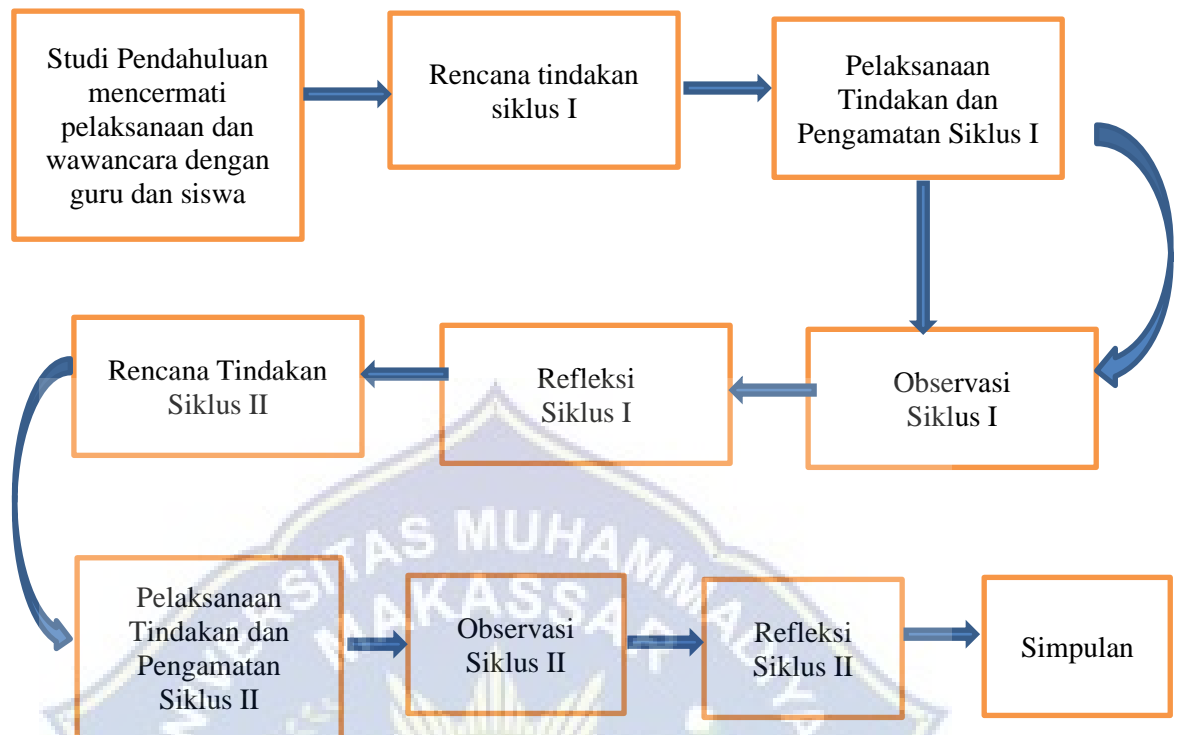 Studi Pendahuluan
mencermati
pelaksanaan dan
wawancara dengan
guru dan siswa
Rencana tindakan
siklus I
Pelaksanaan
Tindakan dan
Pengamatan Siklus I
Rencana Tindakan
Siklus II
Refleksi
Siklus I
Observasi
Siklus I
Pelaksanaan
Tindakan dan
Pengamatan
Siklus II
Observasi
Siklus II
Refleksi
Siklus II
Simpulan
MUHAMMADIYA
MAKASSAR